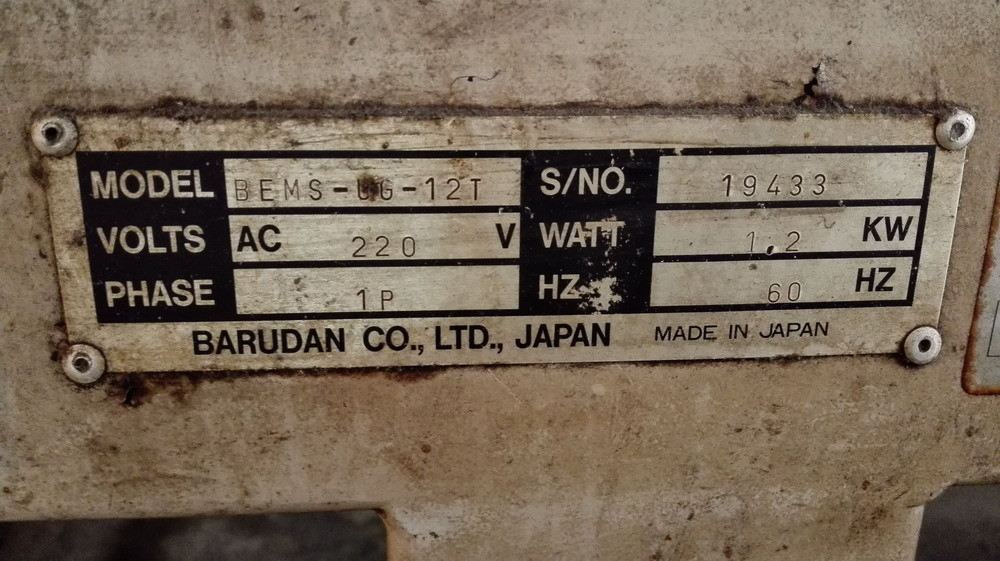 MODEL BEMS-UG-12T S/NO. 19433
VOLTS AC 220 V WATT 1.2 KW
PHASE 1P HZ 60 HZ
BARUDAN CO., LTD., JAPAN MADE IN JAPAN